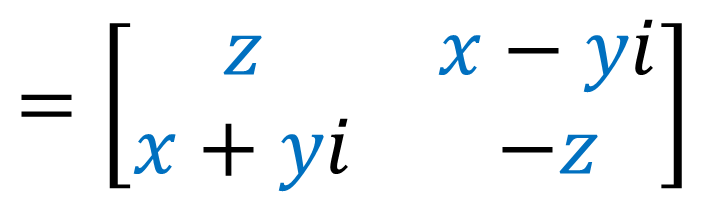 = [ z x − yi
x + yi −z ]